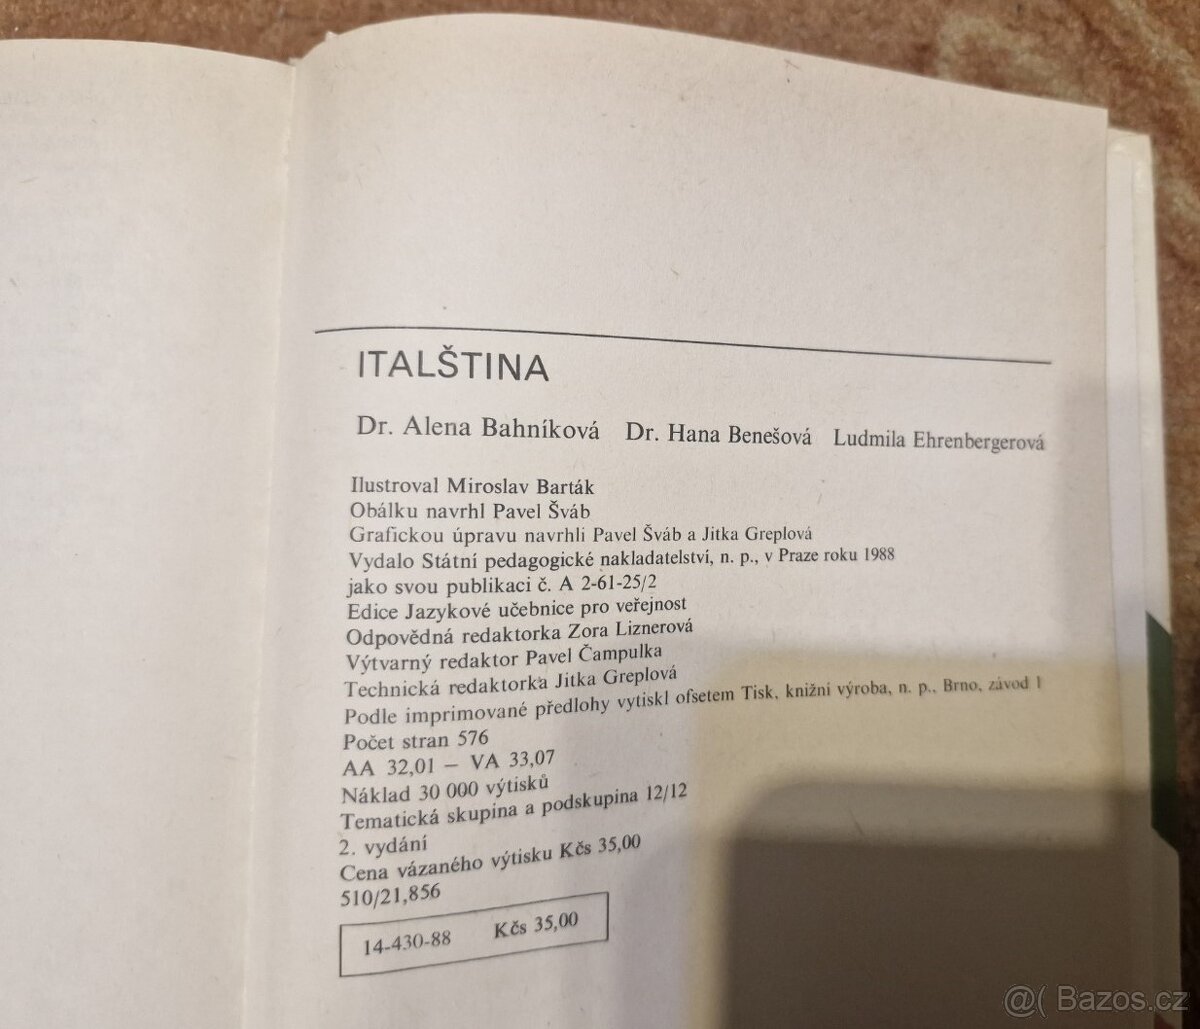 ITALŠTINA
Dr. Alena Bahníková Dr. Hana Benešová Ludmila Ehrenbergerová
Ilustroval Miroslav Barták
Obálku navrhl Pavel Šváb
Grafickou úpravu navrhli Pavel Šváb a Jitka Greplová
Vydalo Státní pedagogické nakladatelství, n. p., v Praze roku 1988
jako svou publikaci č. A 2-61-25/2
Edice Jazykové učebnice pro veřejnost
Odpovědná redaktorka Zora Liznerová
Výtvarný redaktor Pavel Čampulka
Technická redaktorka Jitka Greplová
Podle imprimované předlohy vytiskl ofsetem Tisk, knižní výroba, n. p., Brno, závod 1
Počet stran 576
AA 32,01 – VA 33,07
Náklad 30 000 výtisků
Tematická skupina a podskupina 12/12
2. vydání
Cena vázaného výtisku Kčs 35,00
510/21,856
14-430-88 Kčs 35,00
@( Bazos.cz